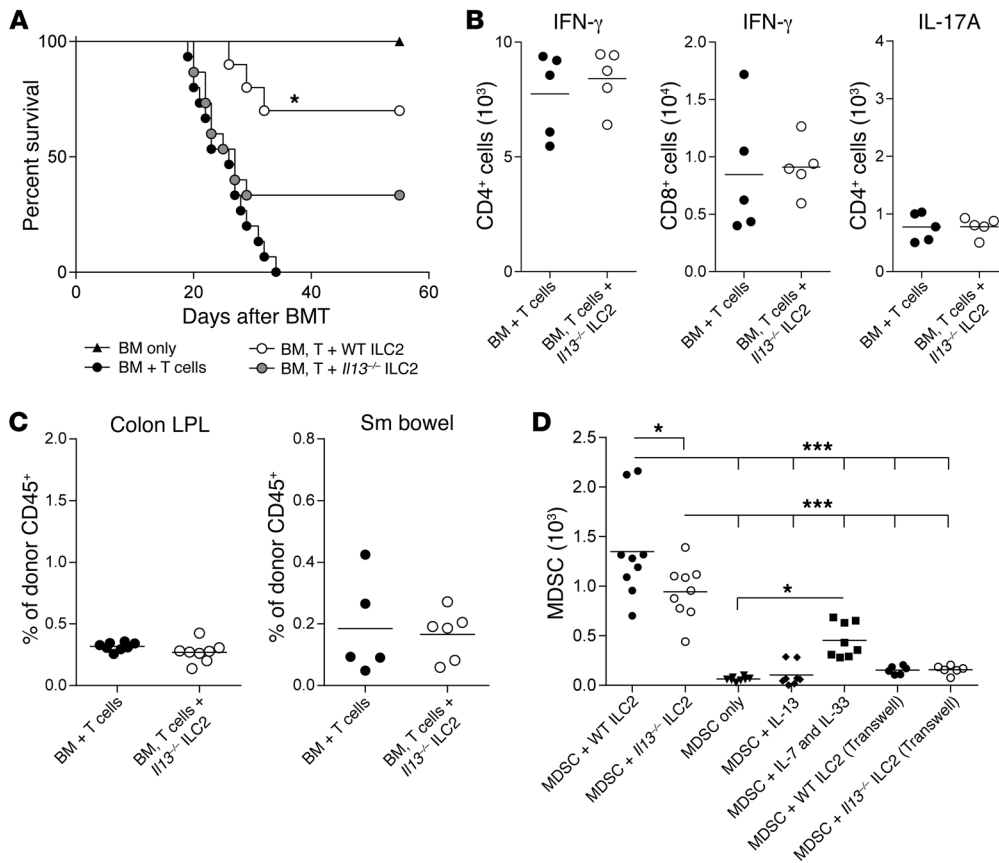 A
Percent survival
100
50
0
0
20
40
60
*
Days after BMT
BM only
BM + T cells
BM, T + WT ILC2
BM, T + Il13–/– ILC2
B
IFN-γ
CD4+ cells (10³)
10
5
0
BM + T cells
BM, T cells +
Il13–/– ILC2
IFN-γ
CD8+ cells (10⁴)
2.0
1.5
1.0
0.5
0.0
BM + T cells
BM, T cells +
Il13–/– ILC2
IL-17A
CD4+ cells (10³)
4
3
2
1
0
BM + T cells
BM, T cells +
Il13–/– ILC2
C
Colon LPL
% of donor CD45+
2.0
1.5
1.0
0.5
0.0
BM + T cells
BM, T cells +
Il13–/– ILC2
Sm bowel
% of donor CD45+
0.8
0.6
0.4
0.2
0.0
BM + T cells
BM, T cells +
Il13–/– ILC2
D
MDSC (10³)
2.5
2.0
1.5
1.0
0.5
0.0
*
***
***
*
MDSC + WT ILC2
MDSC + Il13–/– ILC2
MDSC only
MDSC + IL-13
MDSC + IL-7 and IL-33
MDSC + WT ILC2 (Transwell)
MDSC + Il13–/– ILC2 (Transwell)